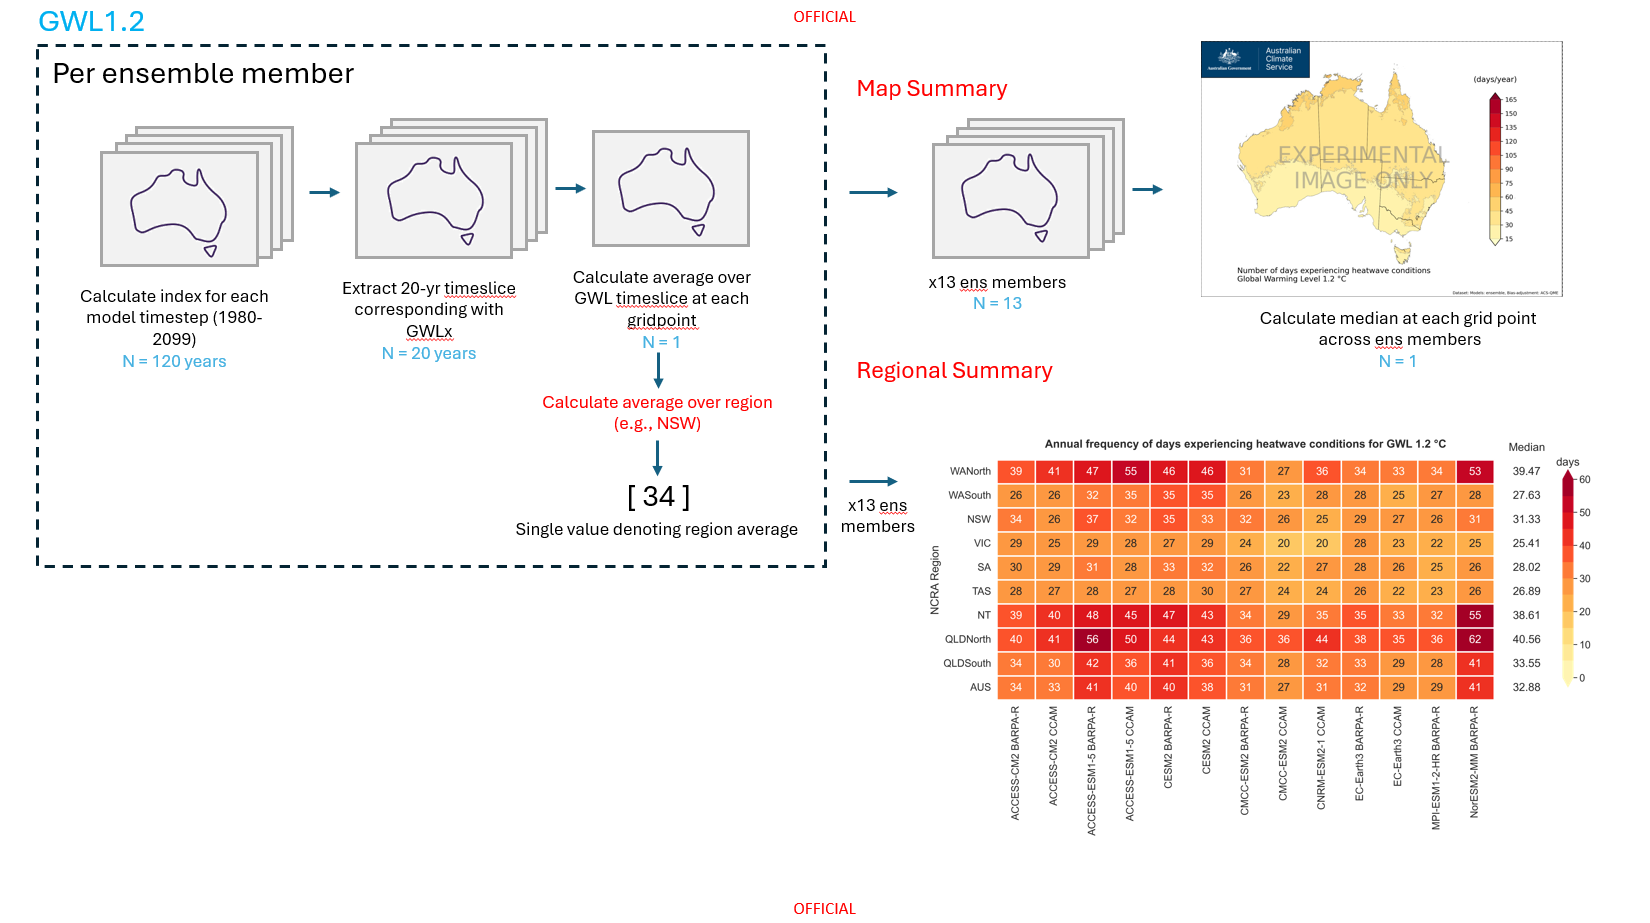 GWL1.2
OFFICIAL
Per ensemble member
Calculate index for each
model timestep (1980-
2099)
N = 120 years
Extract 20-yr timeslice
corresponding with
GWLx
N = 20 years
Calculate average over
GWL timeslice at each
gridpoint
N = 1
Calculate average over region
(e.g., NSW)
[ 34 ]
Single value denoting region average
Map Summary
x13 ens members
N = 13
Australian Government
Australian
Climate
Service
(days/year)
165
150
135
120
105
90
75
60
45
30
15
EXPERIMENTAL
IMAGE ONLY
Number of days experiencing heatwave conditions
Global Warming Level 1.2 °C
Dataset: Models: ensemble, Bias-adjustment: ACS-QME
Calculate median at each grid point
across ens members
N = 1
Regional Summary
x13 ens
members
Annual frequency of days experiencing heatwave conditions for GWL 1.2 °C
Median
days
NCRA Region
WANorth 39 41 47 55 46 46 31 27 36 34 33 34 53 39.47
WASouth 26 26 32 35 35 35 26 23 28 28 25 27 28 27.63
NSW 34 26 37 32 35 33 32 26 25 29 27 26 31 31.33
VIC 29 25 29 28 27 29 24 20 20 28 23 22 25 25.41
SA 30 29 31 28 33 32 26 22 27 28 26 25 26 28.02
TAS 28 27 28 27 28 30 27 24 24 26 22 23 26 26.89
NT 39 40 48 45 47 43 34 29 35 35 33 32 55 38.61
QLDNorth 40 41 56 50 44 43 36 36 44 38 35 36 62 40.56
QLDSouth 34 30 42 36 41 36 34 28 32 33 29 28 41 33.55
AUS 34 33 41 40 40 38 31 27 31 32 29 29 41 32.88
60
50
40
30
20
10
0
ACCESS-CM2 BARPA-R
ACCESS-CM2 CCAM
ACCESS-ESM1-5 BARPA-R
ACCESS-ESM1-5 CCAM
CESM2 BARPA-R
CESM2 CCAM
CMCC-ESM2 BARPA-R
CMCC-ESM2 CCAM
CNRM-ESM2-1 CCAM
EC-Earth3 BARPA-R
EC-Earth3 CCAM
MPI-ESM1-2-HR BARPA-R
NorESM2-MM BARPA-R
OFFICIAL